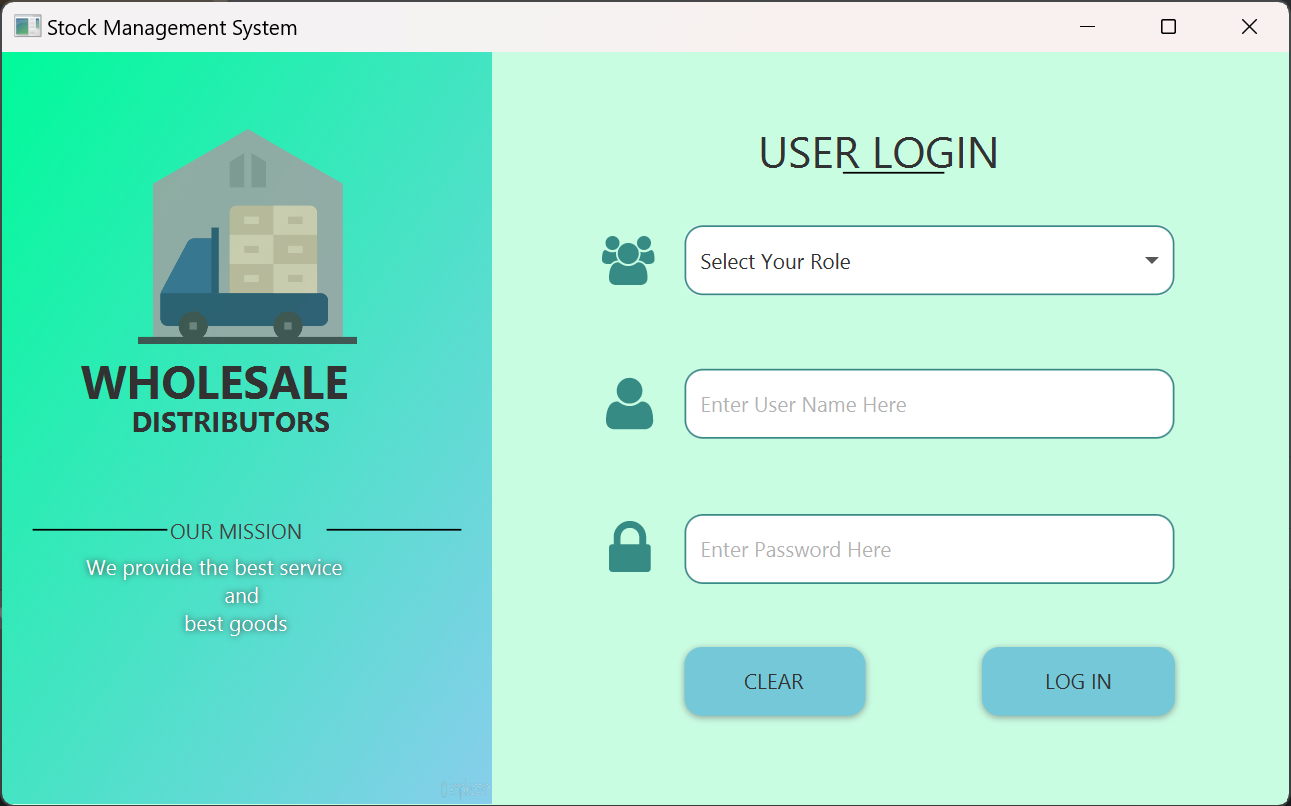 Stock Management System
WHOLESALE
DISTRIBUTORS
OUR MISSION
We provide the best service
and
best goods
USER LOGIN
Select Your Role
Enter User Name Here
Enter Password Here
CLEAR
LOG IN